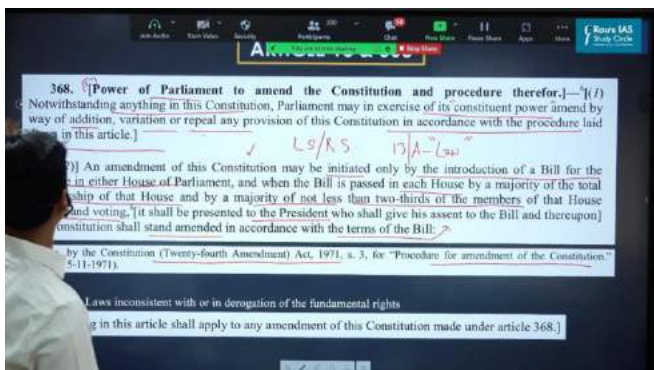 Join Audio Start Video Security Participants 200 Chat New Share Pause Share Apps More
Rau's IAS
Study Circle
You are screen sharing Stop Share
368. [Power of Parliament to amend the Constitution and procedure therefor.]—[(1)
Notwithstanding anything in this Constitution, Parliament may in exercise of its constituent power amend by
way of addition, variation or repeal any provision of this Constitution in accordance with the procedure laid
in this article.]
LS/RS 13 A-"Law"
)] An amendment of this Constitution may be initiated only by the introduction of a Bill for the
in either House of Parliament, and when the Bill is passed in each House by a majority of the total
ship of that House and by a majority of not less than two-thirds of the members of that House
and voting, [it shall be presented to the President who shall give his assent to the Bill and thereupon]
onstitution shall stand amended in accordance with the terms of the Bill:
by the Constitution (Twenty-fourth Amendment) Act, 1971, s. 3, for "Procedure for amendment of the Constitution."
5-11-1971).
Laws inconsistent with or in derogation of the fundamental rights
g in this article shall apply to any amendment of this Constitution made under article 368.]